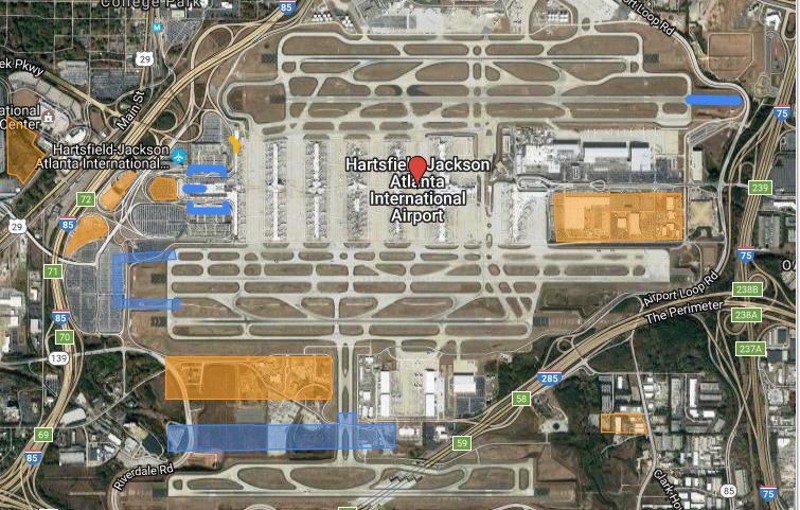 College Park
85
M
29
ek Pkwy
Main St
ational
Center
Hartsfield-Jackson
Atlanta International...
72
85
29
71
85
70
139
69
85
Riverdale Rd
Hartsfield-Jackson
Atlanta
International
Airport
ort Loop Rd
75
239
75
Airport Loop Rd
The Perimeter
238B
238A
237A
285
58
59
85
75